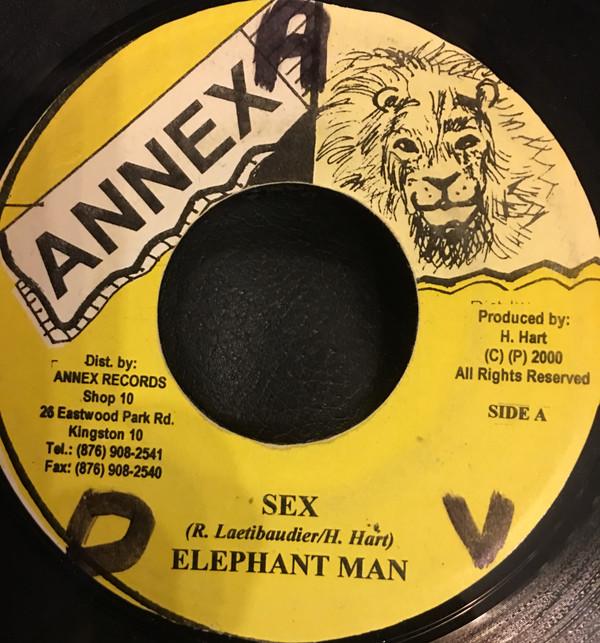 A
ANNEX
Produced by:
H. Hart
(C) (P) 2000
All Rights Reserved
SIDE A
Dist. by:
ANNEX RECORDS
Shop 10
26 Eastwood Park Rd.
Kingston 10
Tel.: (876) 908-2541
Fax: (876) 908-2540
D
V
SEX
(R. Laetibaudier/H. Hart)
ELEPHANT MAN